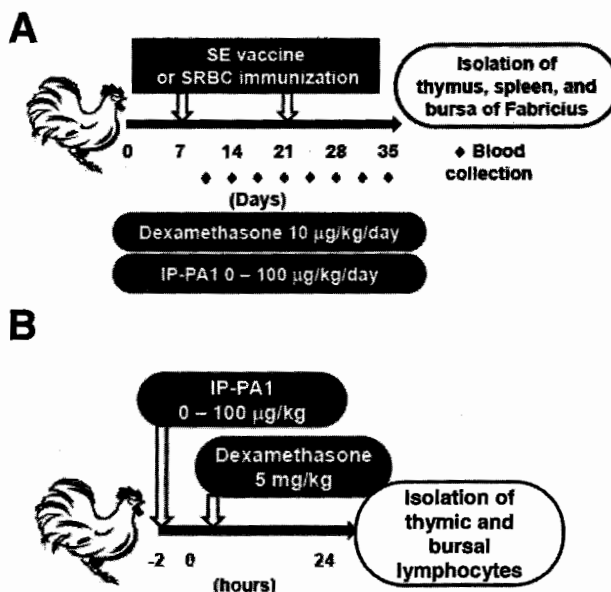 A
SE vaccine
or SRBC immunization
Isolation of
thymus, spleen, and
bursa of Fabricius
0 7 14 21 28 35
◆ Blood
collection
(Days)
Dexamethasone 10 µg/kg/day
IP-PA1 0 – 100 µg/kg/day
B
IP-PA1
0 – 100 µg/kg
Dexamethasone
5 mg/kg
Isolation of
thymic and
bursal
lymphocytes
-2 0 24
(hours)